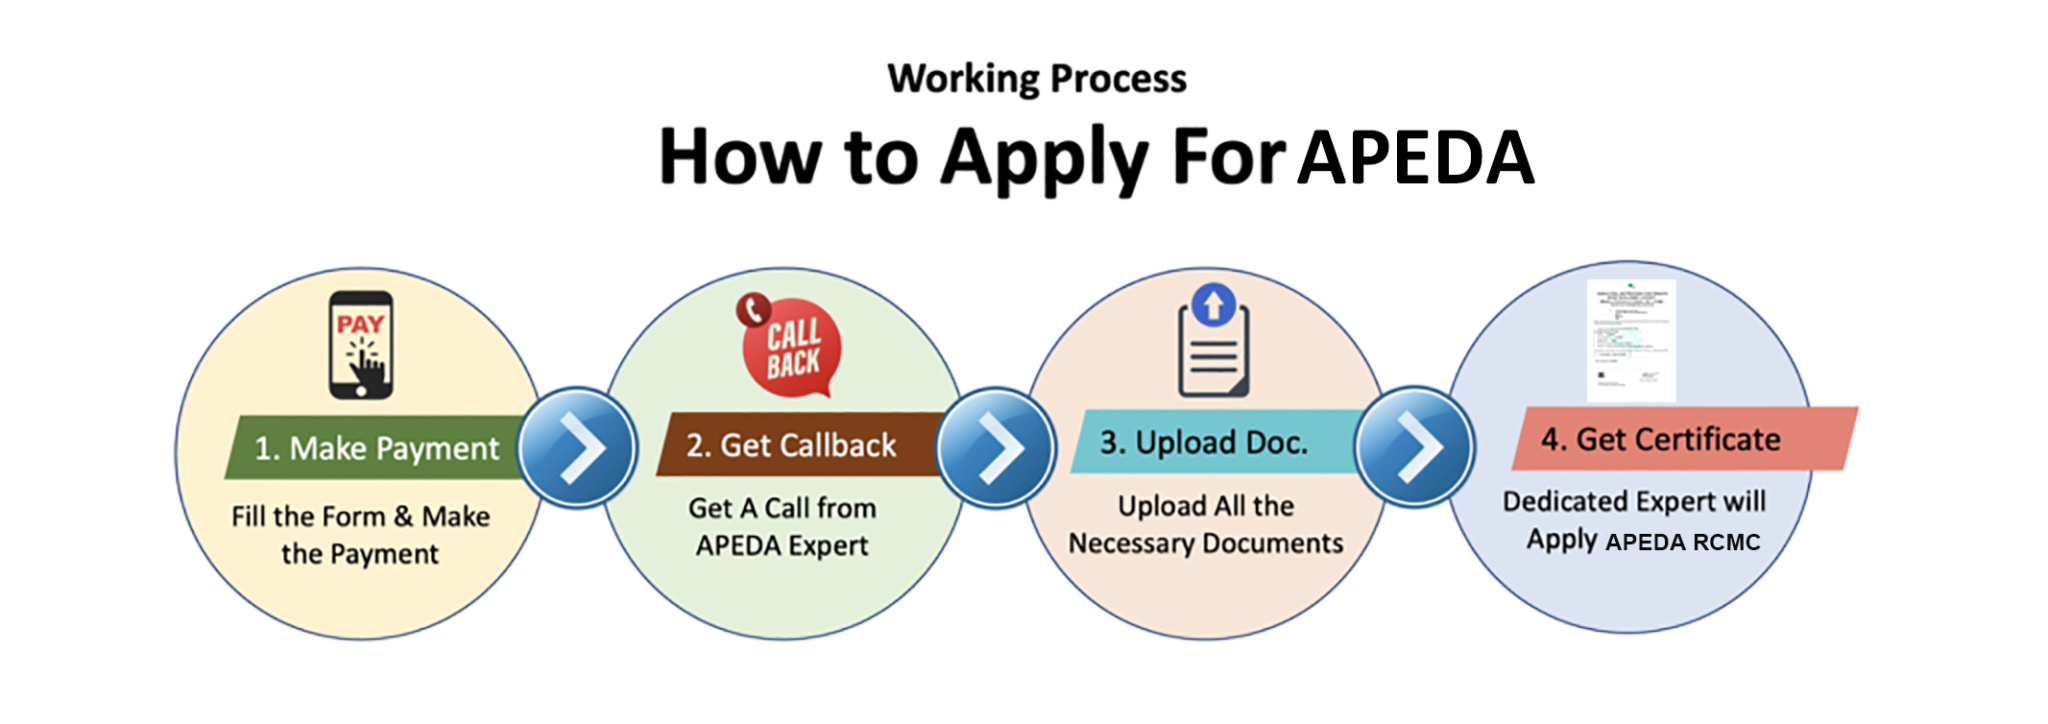 Working Process
How to Apply For APEDA
PAY
1. Make Payment
Fill the Form & Make
the Payment
CALL
BACK
2. Get Callback
Get A Call from
APEDA Expert
3. Upload Doc.
Upload All the
Necessary Documents
4. Get Certificate
Dedicated Expert will
Apply APEDA RCMC